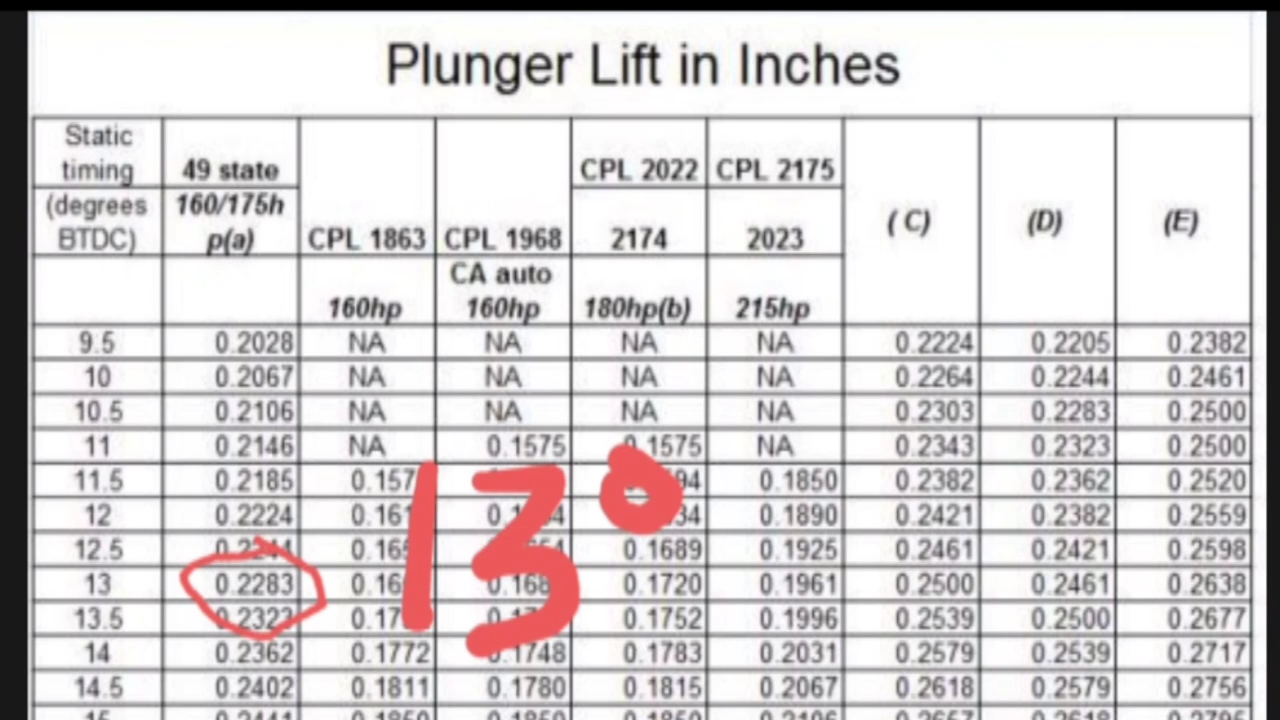 Plunger Lift in Inches
Static timing (degrees BTDC) 49 state 160/175h p(a) CPL 1863 160hp CPL 1968 CA auto 160hp CPL 2022 2174 180hp(b) CPL 2175 2023 215hp ( C) (D) (E)
9.5 0.2028 NA NA NA NA 0.2224 0.2205 0.2382
10 0.2067 NA NA NA NA 0.2264 0.2244 0.2461
10.5 0.2106 NA NA NA NA 0.2303 0.2283 0.2500
11 0.2146 NA 0.1575 0.1575 NA 0.2343 0.2323 0.2500
11.5 0.2185 0.1850 0.2382 0.2362 0.2520
12 0.2224 0.1890 0.2421 0.2382 0.2559
12.5 0.1689 0.1925 0.2461 0.2421 0.2598
13 0.2283 0.1720 0.1961 0.2500 0.2461 0.2638
13.5 0.1752 0.1996 0.2539 0.2500 0.2677
14 0.2362 0.1772 0.1748 0.1783 0.2031 0.2579 0.2539 0.2717
14.5 0.2402 0.1811 0.1780 0.1815 0.2067 0.2618 0.2579 0.2756
13°